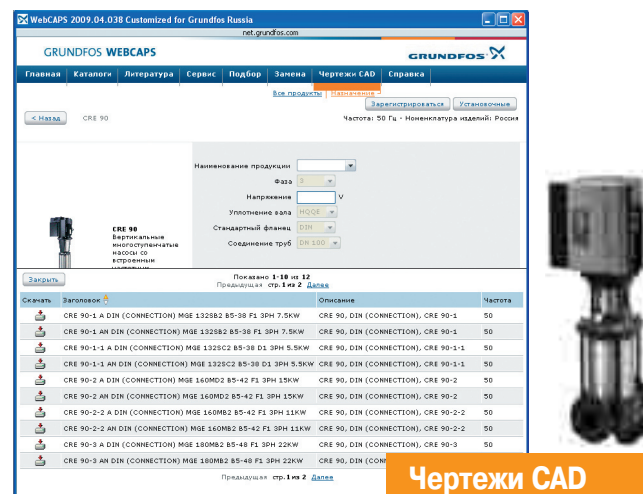 WebCAPS 2009.04.038 Customized for Grundfos Russia
net.grundfos.com
GRUNDFOS WEBCAPS
GRUNDFOS
Главная Каталоги Литература Сервис Подбор Замена Чертежи CAD Справка
Все продукты | Назначение
Зарегистрироваться Установочные
< Назад CRE 90 Частота: 50 Гц - Номенклатура изделий: Россия
Наименование продукции
Фаза 3
Напряжение V
Уплотнение вала HQQE
Стандартный фланец DIN
Соединение труб DN 100
CRE 90
Вертикальные
многоступенчатые
насосы со
встроенным
Закрыть Показано 1-10 из 12
Предыдущая стр.1 из 2 Далее
Скачать Заголовок Описание Частота
CRE 90-1 A DIN (CONNECTION) MGE 132SB2 B5-38 F1 3PH 7.5KW CRE 90, DIN (CONNECTION), CRE 90-1 50
CRE 90-1 AN DIN (CONNECTION) MGE 132SB2 B5-38 F1 3PH 7.5KW CRE 90, DIN (CONNECTION), CRE 90-1 50
CRE 90-1-1 A DIN (CONNECTION) MGE 132SC2 B5-38 D1 3PH 5.5KW CRE 90, DIN (CONNECTION), CRE 90-1-1 50
CRE 90-1-1 AN DIN (CONNECTION) MGE 132SC2 B5-38 D1 3PH 5.5KW CRE 90, DIN (CONNECTION), CRE 90-1-1 50
CRE 90-2 A DIN (CONNECTION) MGE 160MD2 B5-42 F1 3PH 15KW CRE 90, DIN (CONNECTION), CRE 90-2 50
CRE 90-2 AN DIN (CONNECTION) MGE 160MD2 B5-42 F1 3PH 15KW CRE 90, DIN (CONNECTION), CRE 90-2 50
CRE 90-2-2 A DIN (CONNECTION) MGE 160MB2 B5-42 F1 3PH 11KW CRE 90, DIN (CONNECTION), CRE 90-2-2 50
CRE 90-2-2 AN DIN (CONNECTION) MGE 160MB2 B5-42 F1 3PH 11KW CRE 90, DIN (CONNECTION), CRE 90-2-2 50
CRE 90-3 A DIN (CONNECTION) MGE 180MB2 B5-48 F1 3PH 22KW CRE 90, DIN (CONNECTION), CRE 90-3 50
CRE 90-3 AN DIN (CONNECTION) MGE 180MB2 B5-48 F1 3PH 22KW CRE 90, DIN
Предыдущая стр.1 из 2 Далее
Чертежи CAD